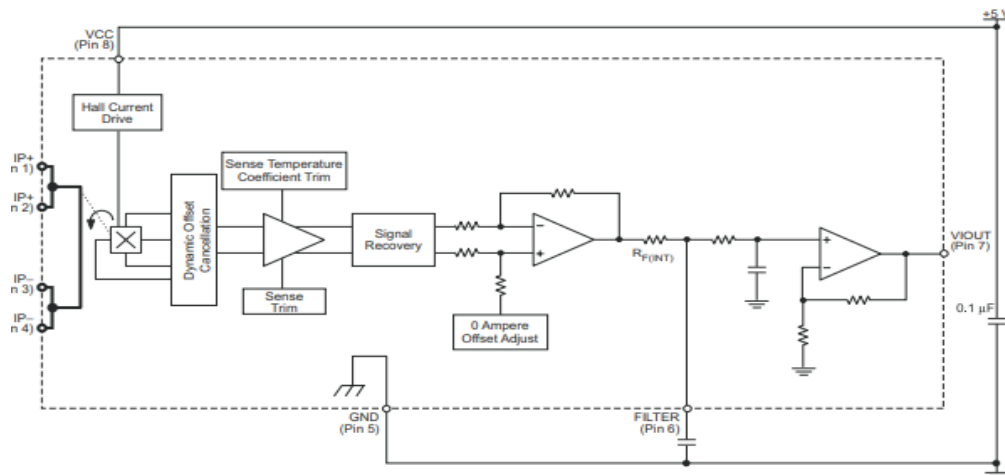 +5 V
VCC
(Pin 8)
Hall Current
Drive
IP+
n 1)
IP+
n 2)
IP−
n 3)
IP−
n 4)
Dynamic Offset
Cancellation
Sense Temperature
Coefficient Trim
Sense
Trim
Signal
Recovery
0 Ampere
Offset Adjust
−
+
RF(INT)
+
−
VIOUT
(Pin 7)
0.1 µF
GND
(Pin 5)
FILTER
(Pin 6)